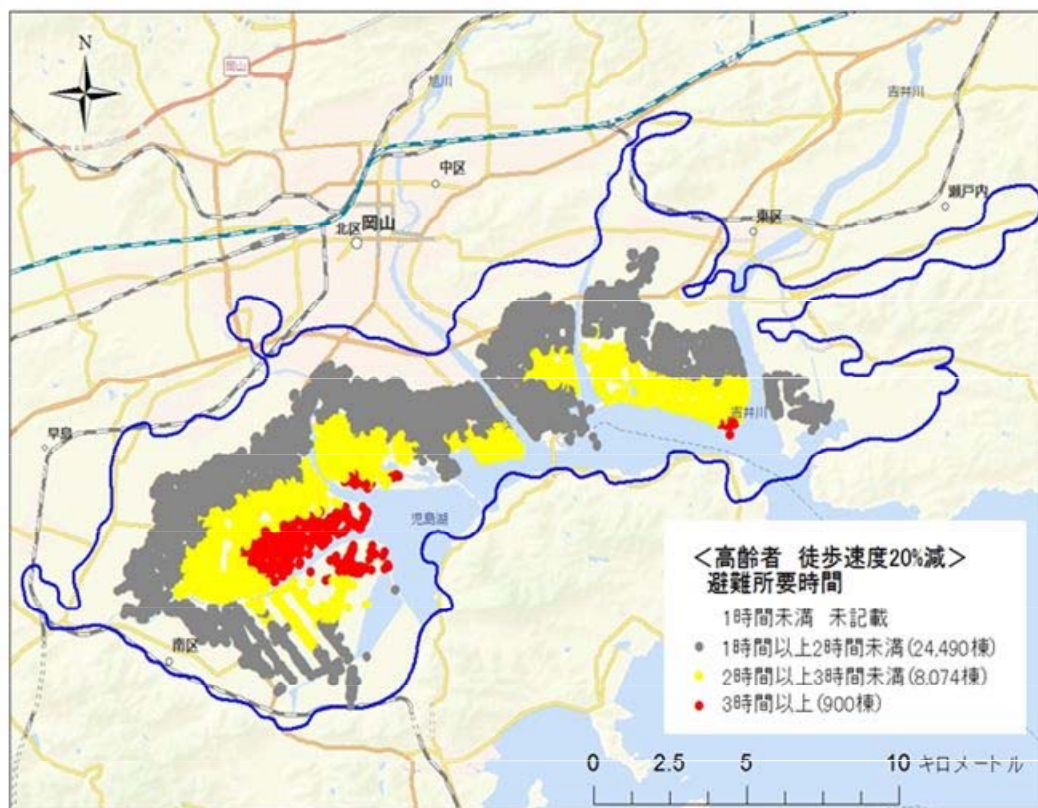 N
岡山
旭川
吉井川
中区
瀬戸内
東区
岡山
北区
吉井川
早島
児島湖
南区
<高齢者 徒歩速度20%減>
避難所要時間
1時間未満 未記載
1時間以上2時間未満(24,490棟)
2時間以上3時間未満(8,074棟)
3時間以上(900棟)
0 2.5 5 10 キロメートル